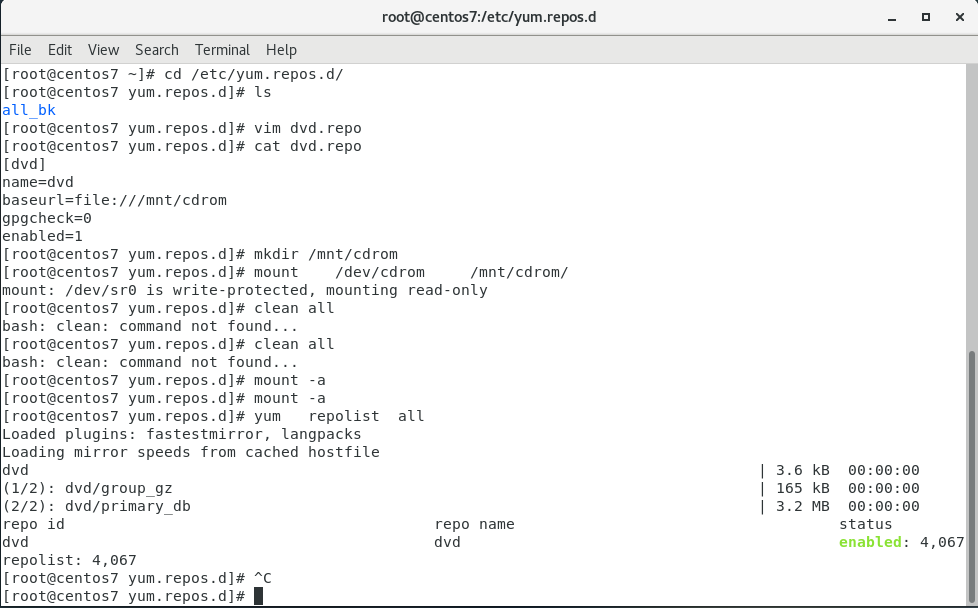 root@centos7:/etc/yum.repos.d
File Edit View Search Terminal Help
[root@centos7 ~]# cd /etc/yum.repos.d/
[root@centos7 yum.repos.d]# ls
all_bk
[root@centos7 yum.repos.d]# vim dvd.repo
[root@centos7 yum.repos.d]# cat dvd.repo
[dvd]
name=dvd
baseurl=file:///mnt/cdrom
gpgcheck=0
enabled=1
[root@centos7 yum.repos.d]# mkdir /mnt/cdrom
[root@centos7 yum.repos.d]# mount    /dev/cdrom     /mnt/cdrom/
mount: /dev/sr0 is write-protected, mounting read-only
[root@centos7 yum.repos.d]# clean all
bash: clean: command not found...
[root@centos7 yum.repos.d]# clean all
bash: clean: command not found...
[root@centos7 yum.repos.d]# mount -a
[root@centos7 yum.repos.d]# mount -a
[root@centos7 yum.repos.d]# yum   repolist  all
Loaded plugins: fastestmirror, langpacks
Loading mirror speeds from cached hostfile
dvd                                                                                 | 3.6 kB  00:00:00
(1/2): dvd/group_gz                                                                 | 165 kB  00:00:00
(2/2): dvd/primary_db                                                               | 3.2 MB  00:00:00
repo id                                         repo name                                    status
dvd                                             dvd                                          enabled: 4,067
repolist: 4,067
[root@centos7 yum.repos.d]# ^C
[root@centos7 yum.repos.d]#